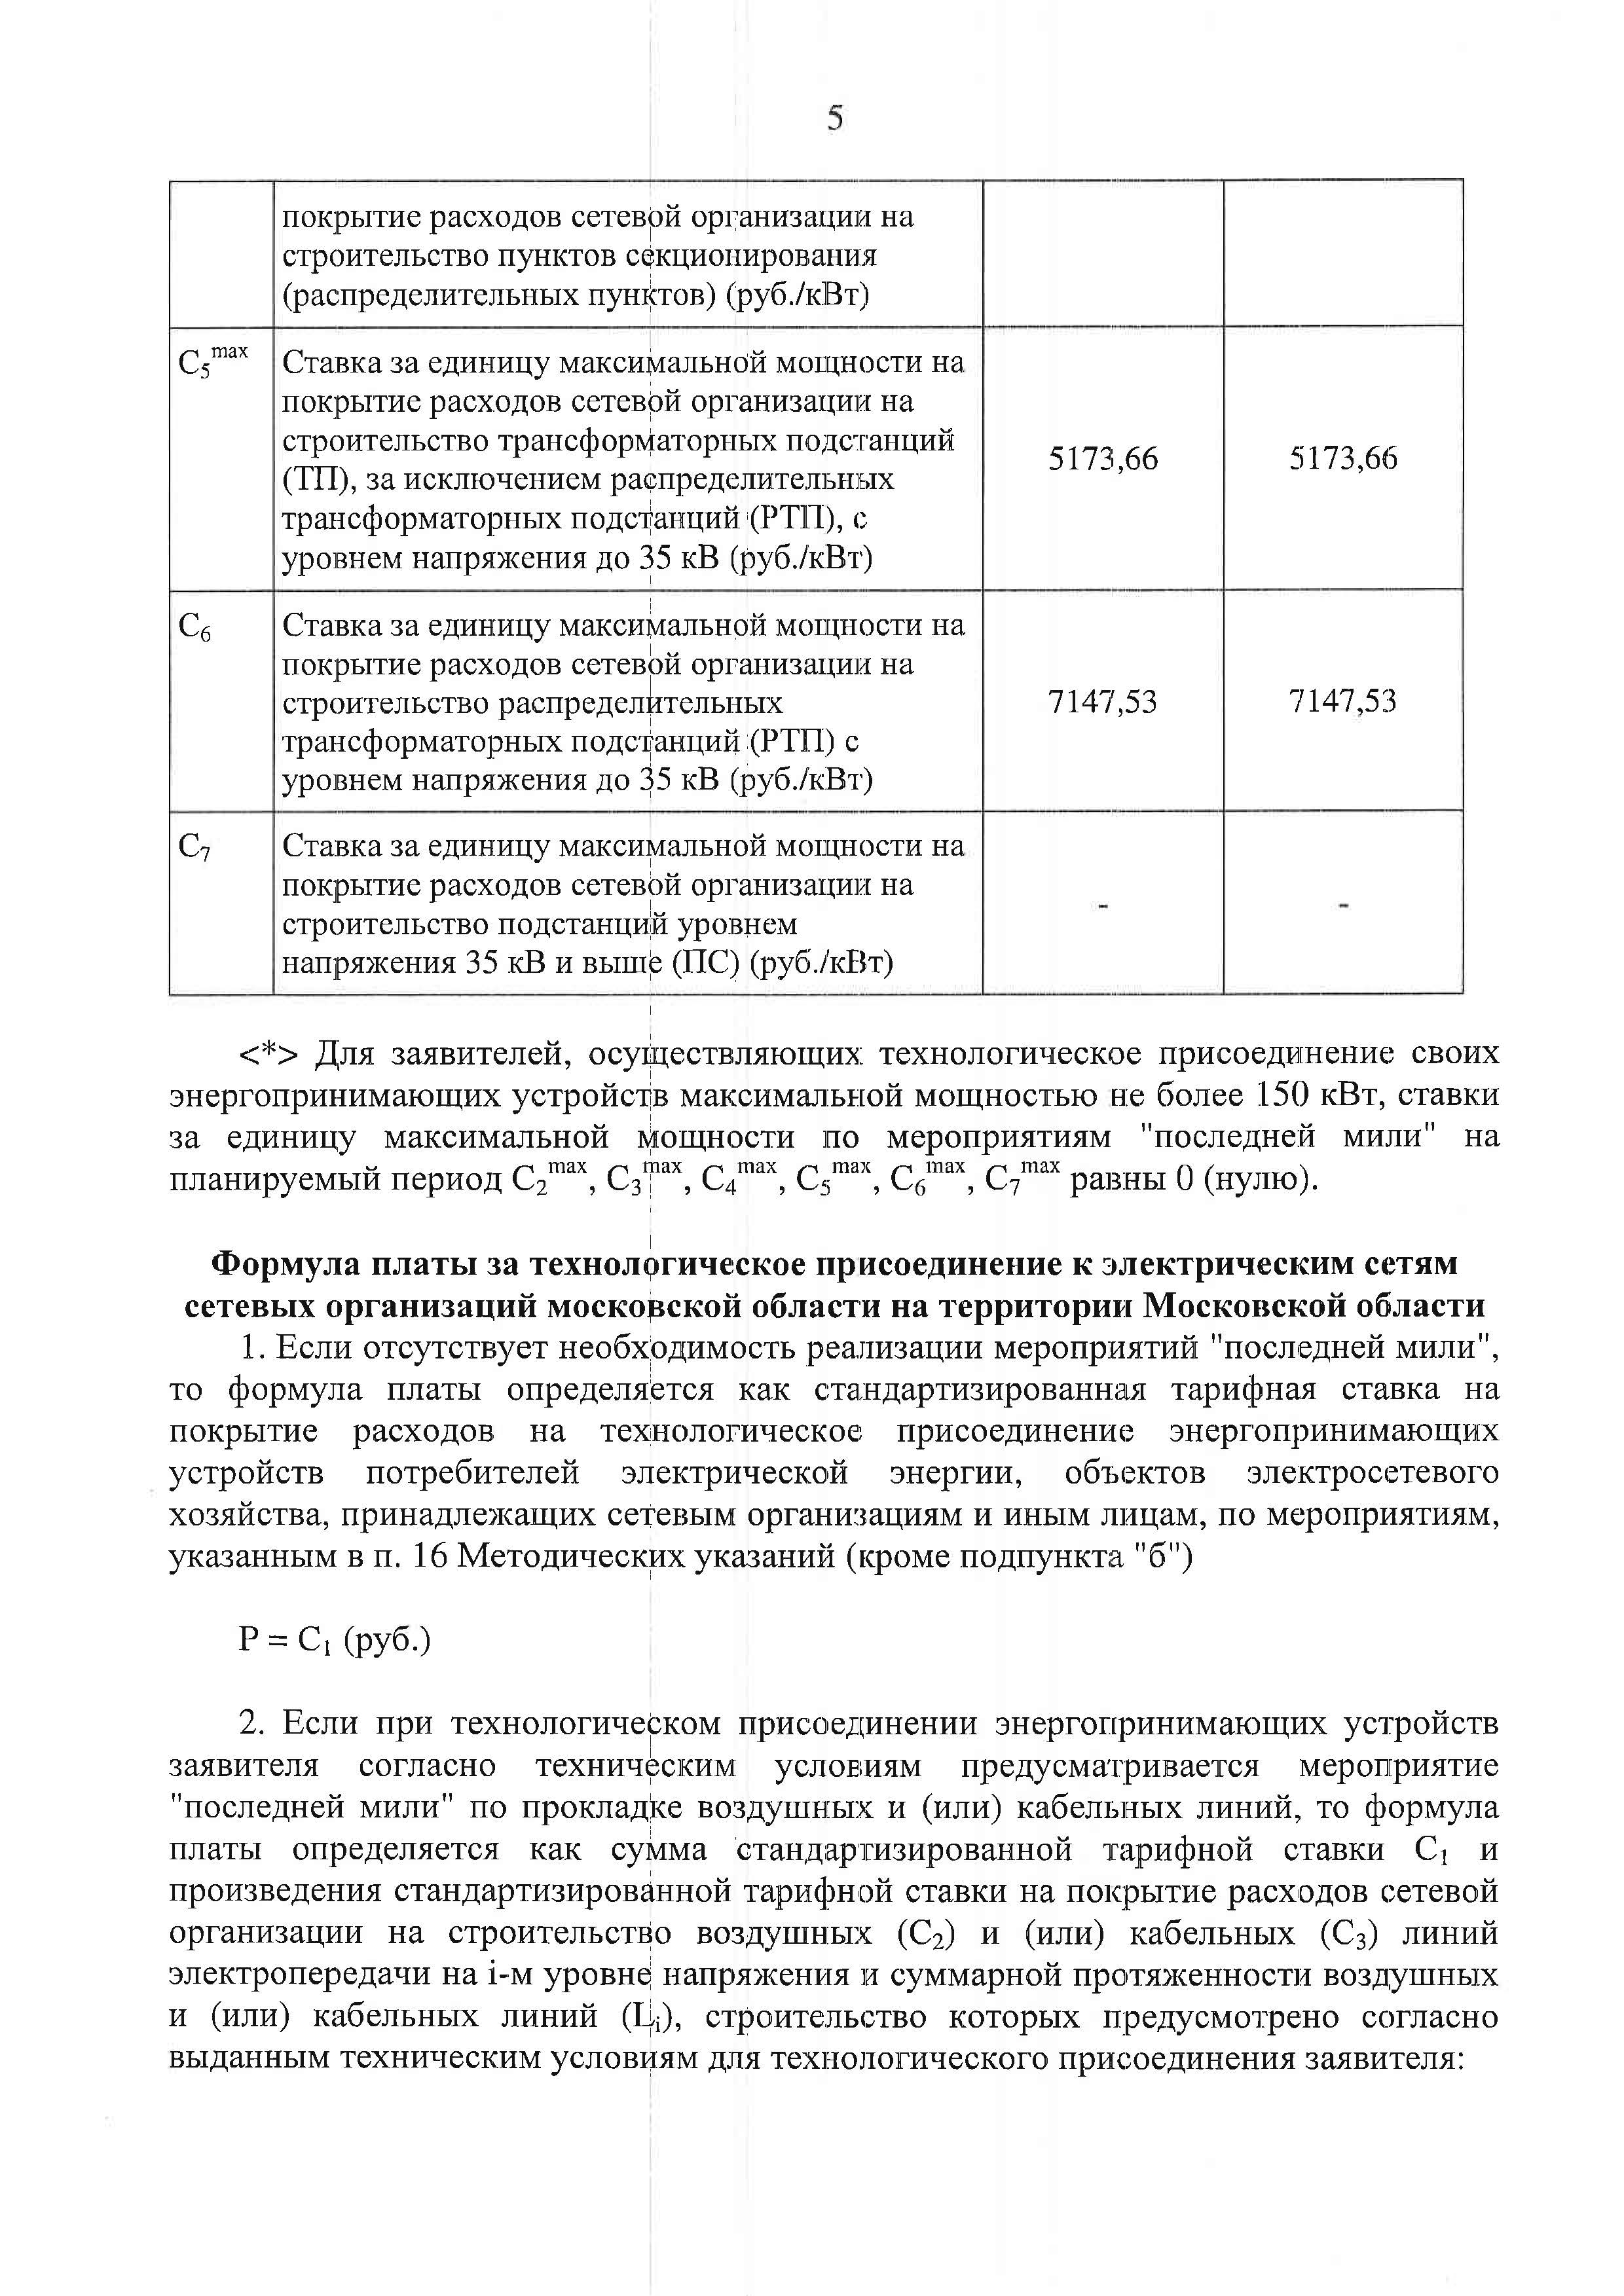 5
покрытие расходов сетевой организации на
строительство пунктов секционирования
(распределительных пунктов) (руб./кВт)
C₅ᵐᵃˣ
Ставка за единицу максимальной мощности на
покрытие расходов сетевой организации на
строительство трансформаторных подстанций
(ТП), за исключением распределительных
трансформаторных подстанций (РТП), с
уровнем напряжения до 35 кВ (руб./кВт)
5173,66
5173,66
C₆
Ставка за единицу максимальной мощности на
покрытие расходов сетевой организации на
строительство распределительных
трансформаторных подстанций (РТП) с
уровнем напряжения до 35 кВ (руб./кВт)
7147,53
7147,53
C₇
Ставка за единицу максимальной мощности на
покрытие расходов сетевой организации на
строительство подстанций уровнем
напряжения 35 кВ и выше (ПС) (руб./кВт)
-
-
<*> Для заявителей, осуществляющих технологическое присоединение своих
энергопринимающих устройств максимальной мощностью не более 150 кВт, ставки
за единицу максимальной мощности по мероприятиям "последней мили" на
планируемый период C₂ᵐᵃˣ, C₃ᵐᵃˣ, C₄ᵐᵃˣ, C₅ᵐᵃˣ, C₆ᵐᵃˣ, C₇ᵐᵃˣ равны 0 (нулю).
Формула платы за технологическое присоединение к электрическим сетям
сетевых организаций московской области на территории Московской области
1. Если отсутствует необходимость реализации мероприятий "последней мили",
то формула платы определяется как стандартизированная тарифная ставка на
покрытие расходов на технологическое присоединение энергопринимающих
устройств потребителей электрической энергии, объектов электросетевого
хозяйства, принадлежащих сетевым организациям и иным лицам, по мероприятиям,
указанным в п. 16 Методических указаний (кроме подпункта "б")
P = C₁ (руб.)
2. Если при технологическом присоединении энергопринимающих устройств
заявителя согласно техническим условиям предусматривается мероприятие
"последней мили" по прокладке воздушных и (или) кабельных линий, то формула
платы определяется как сумма стандартизированной тарифной ставки C₁ и
произведения стандартизированной тарифной ставки на покрытие расходов сетевой
организации на строительство воздушных (C₂) и (или) кабельных (C₃) линий
электропередачи на i-м уровне напряжения и суммарной протяженности воздушных
и (или) кабельных линий (Lᵢ), строительство которых предусмотрено согласно
выданным техническим условиям для технологического присоединения заявителя: